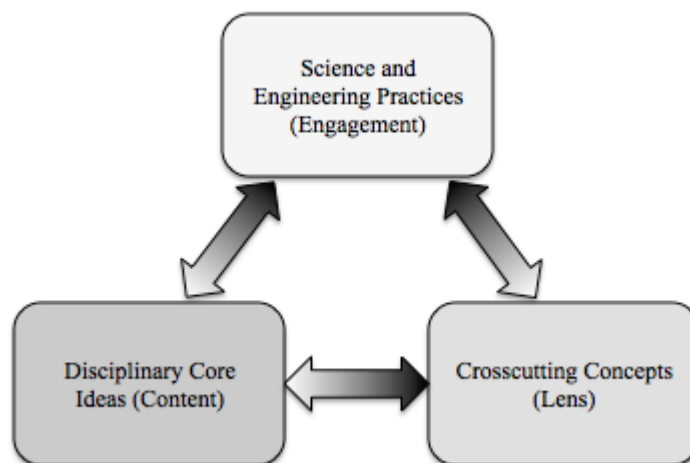 Science and
Engineering Practices
(Engagement)
Disciplinary Core
Ideas (Content)
Crosscutting Concepts
(Lens)